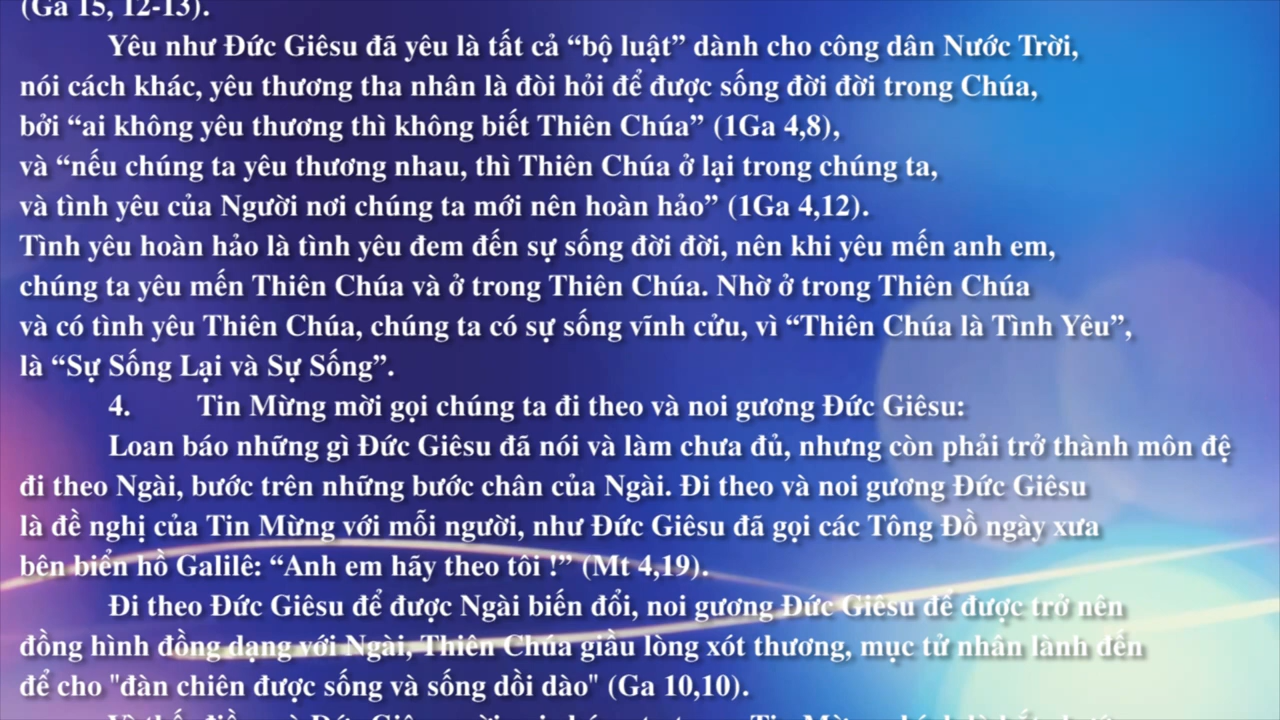 (Ga 15, 12-13).
Yêu như Đức Giêsu đã yêu là tất cả “bộ luật” dành cho công dân Nước Trời,
nói cách khác, yêu thương tha nhân là đòi hỏi để được sống đời đời trong Chúa,
bởi “ai không yêu thương thì không biết Thiên Chúa” (1Ga 4,8),
và “nếu chúng ta yêu thương nhau, thì Thiên Chúa ở lại trong chúng ta,
và tình yêu của Người nơi chúng ta mới nên hoàn hảo” (1Ga 4,12).
Tình yêu hoàn hảo là tình yêu đem đến sự sống đời đời, nên khi yêu mến anh em,
chúng ta yêu mến Thiên Chúa và ở trong Thiên Chúa. Nhờ ở trong Thiên Chúa
và có tình yêu Thiên Chúa, chúng ta có sự sống vĩnh cửu, vì “Thiên Chúa là Tình Yêu”,
là “Sự Sống Lại và Sự Sống”.
4. Tin Mừng mời gọi chúng ta đi theo và noi gương Đức Giêsu:
Loan báo những gì Đức Giêsu đã nói và làm chưa đủ, nhưng còn phải trở thành môn đệ
đi theo Ngài, bước trên những bước chân của Ngài. Đi theo và noi gương Đức Giêsu
là đề nghị của Tin Mừng với mỗi người, như Đức Giêsu đã gọi các Tông Đồ ngày xưa
bên biển hồ Galilê: “Anh em hãy theo tôi !” (Mt 4,19).
Đi theo Đức Giêsu để được Ngài biến đổi, noi gương Đức Giêsu để được trở nên
đồng hình đồng dạng với Ngài, Thiên Chúa giầu lòng xót thương, mục tử nhân lành đến
để cho "đàn chiên được sống và sống dồi dào" (Ga 10,10).